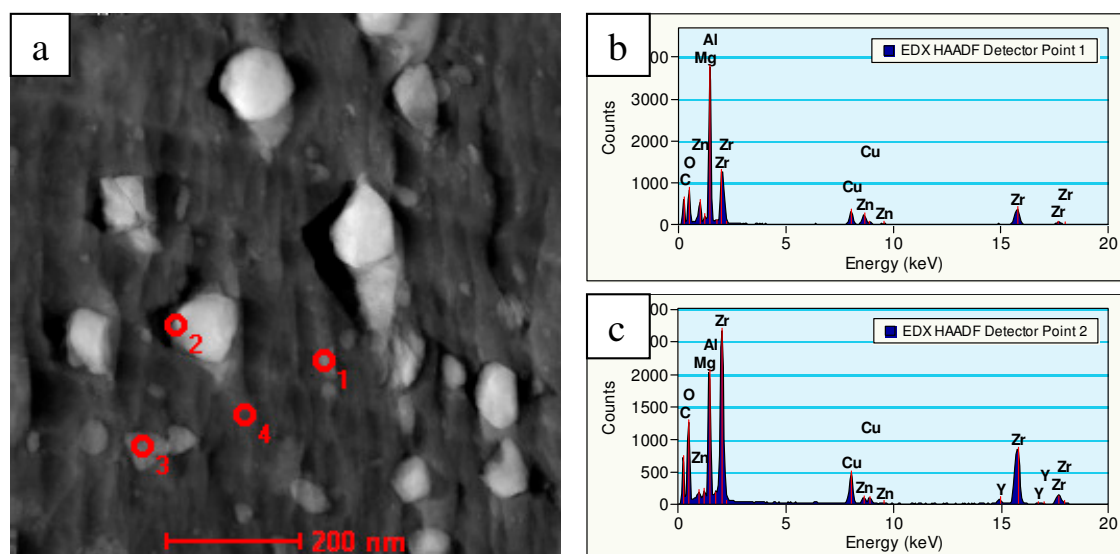 a
1
2
3
4
200 nm
b
EDX HAADF Detector Point 1
Counts
3000
2000
1000
0
Al
Mg
O
C
Zn
Zr
Zr
Cu
Cu
Zn
Zn
Zr
Zr
Zr
0 5 10 15 20
Energy (keV)
c
EDX HAADF Detector Point 2
Counts
2500
2000
1500
1000
500
0
Zr
Al
Mg
O
C
Zn
Cu
Cu
Zn
Zn
Zr
Y
Y
Y
Zr
Zr
0 5 10 15 20
Energy (keV)